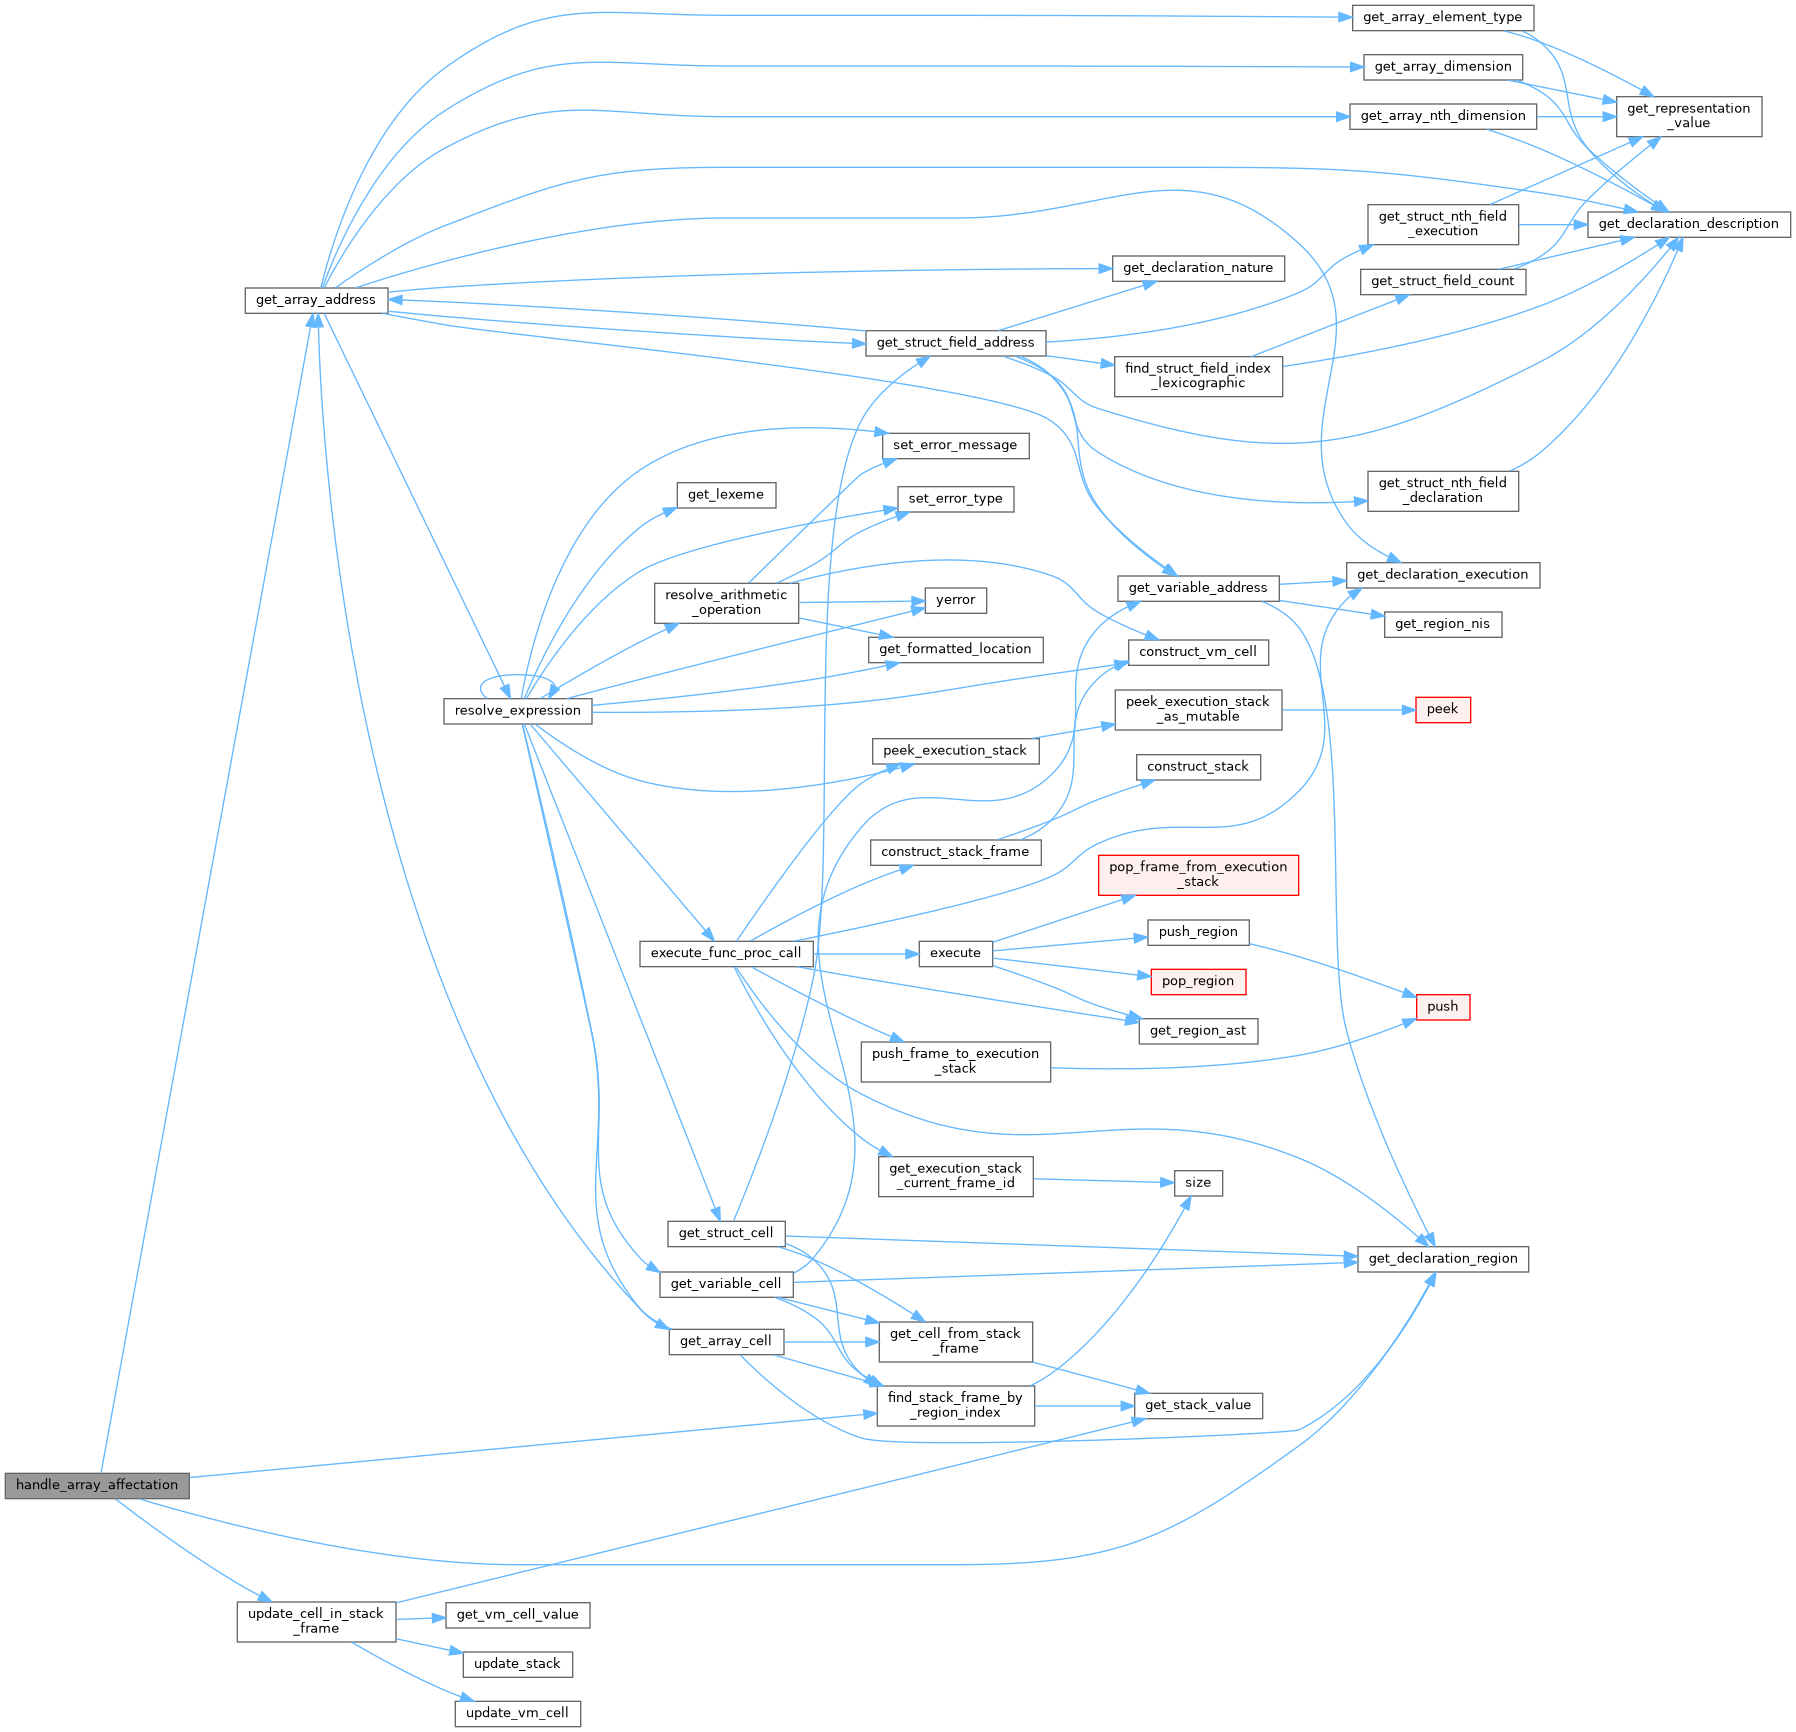 get_array_element_type
get_array_dimension
get_array_nth_dimension
get_representation
_value
get_struct_nth_field
_execution
get_declaration_description
get_declaration_nature
get_struct_field_count
get_array_address
get_struct_field_address
find_struct_field_index
_lexicographic
set_error_message
get_lexeme
set_error_type
get_struct_nth_field
_declaration
resolve_arithmetic
_operation
yerror
get_variable_address
get_declaration_execution
get_region_nis
get_formatted_location
construct_vm_cell
resolve_expression
peek_execution_stack
_as_mutable
peek
peek_execution_stack
construct_stack
construct_stack_frame
pop_frame_from_execution
_stack
execute_func_proc_call
execute
push_region
pop_region
push
get_region_ast
push_frame_to_execution
_stack
get_execution_stack
_current_frame_id
size
get_struct_cell
get_declaration_region
get_variable_cell
get_array_cell
get_cell_from_stack
_frame
find_stack_frame_by
_region_index
get_stack_value
handle_array_affectation
update_cell_in_stack
_frame
get_vm_cell_value
update_stack
update_vm_cell